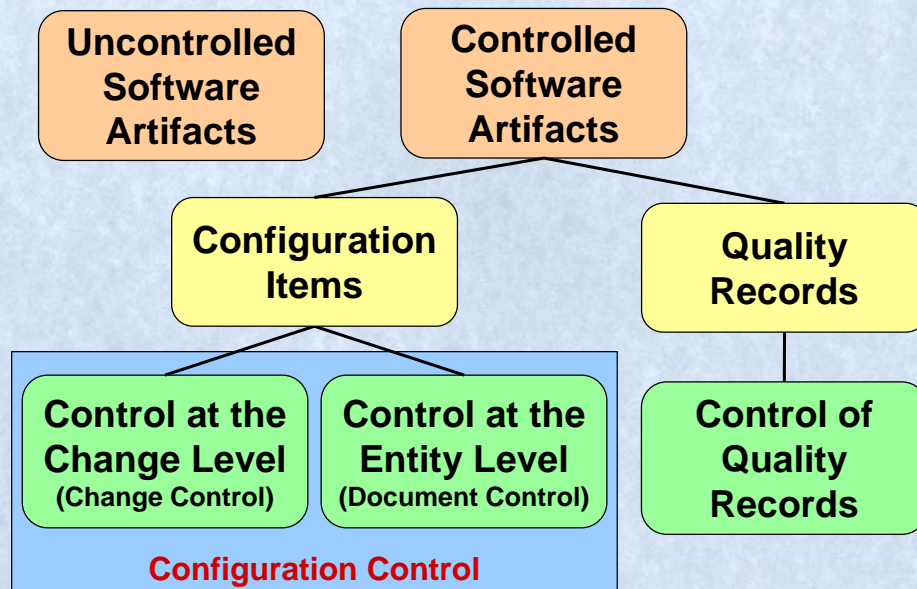 Uncontrolled
Software
Artifacts
Controlled
Software
Artifacts
Configuration
Items
Quality
Records
Control at the
Change Level
(Change Control)
Control at the
Entity Level
(Document Control)
Control of
Quality
Records
Configuration Control